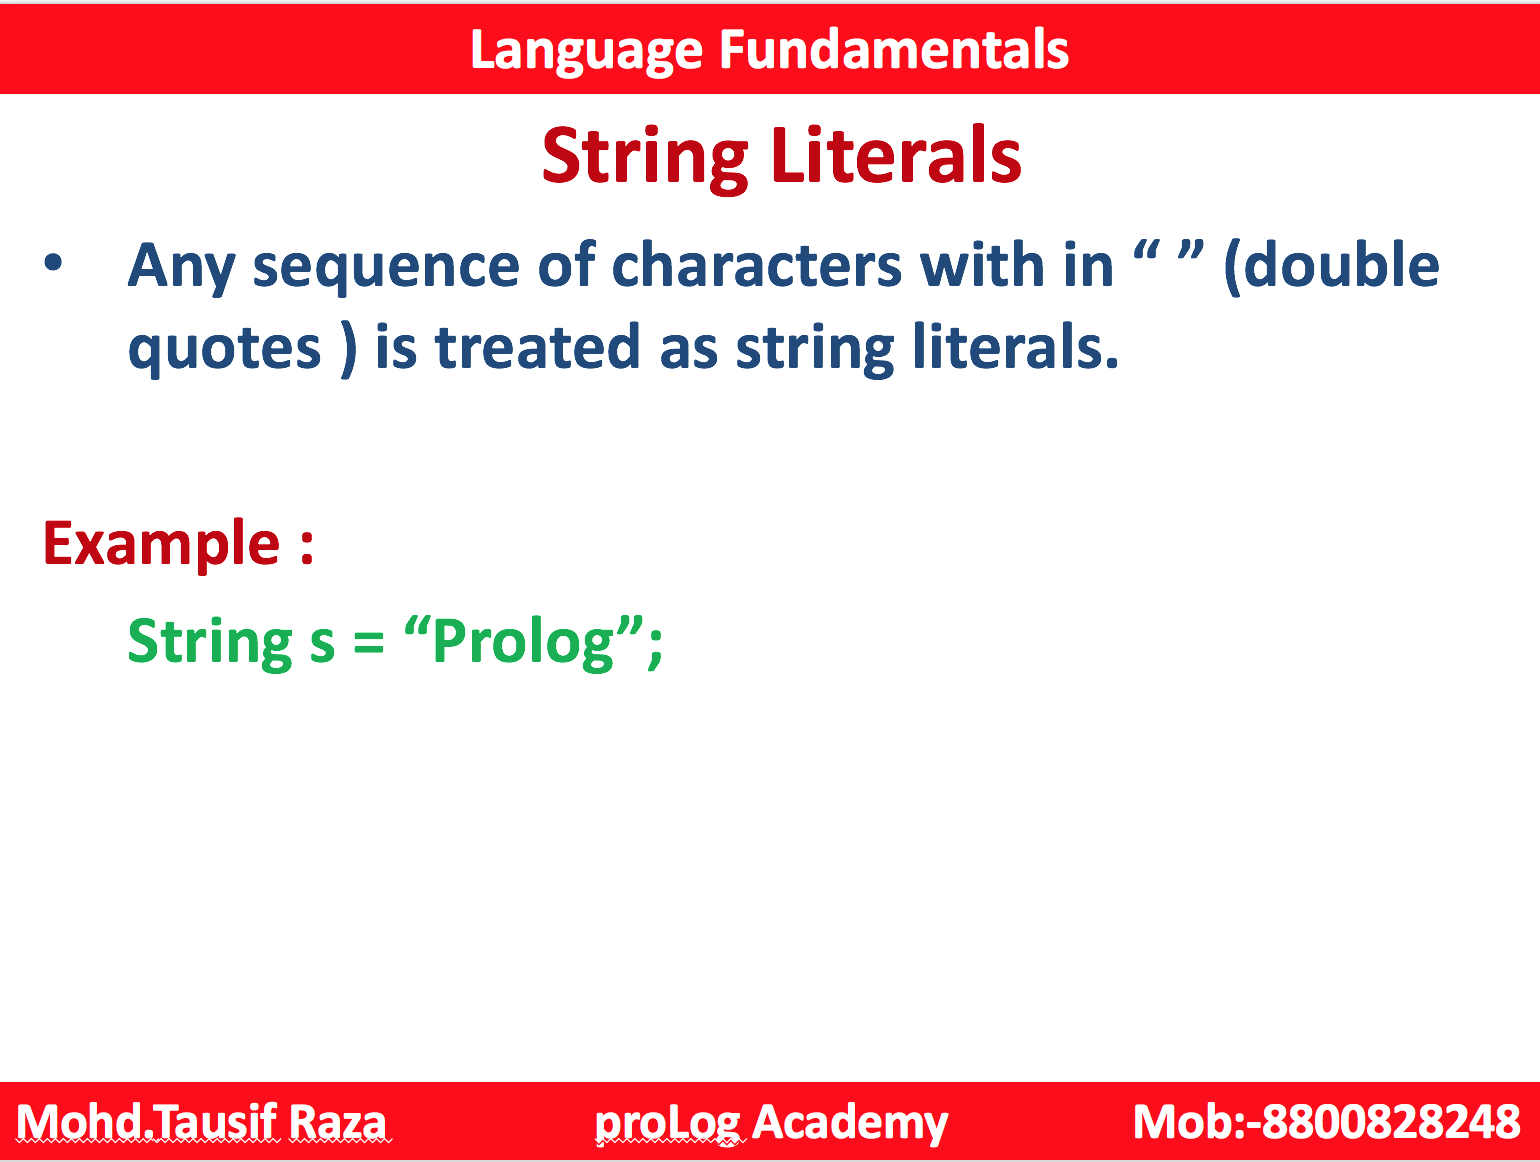 Language Fundamentals
String Literals
• Any sequence of characters with in “ ” (double
quotes ) is treated as string literals.
Example :
String s = “Prolog”;
Mohd.Tausif Raza proLog Academy Mob:-8800828248